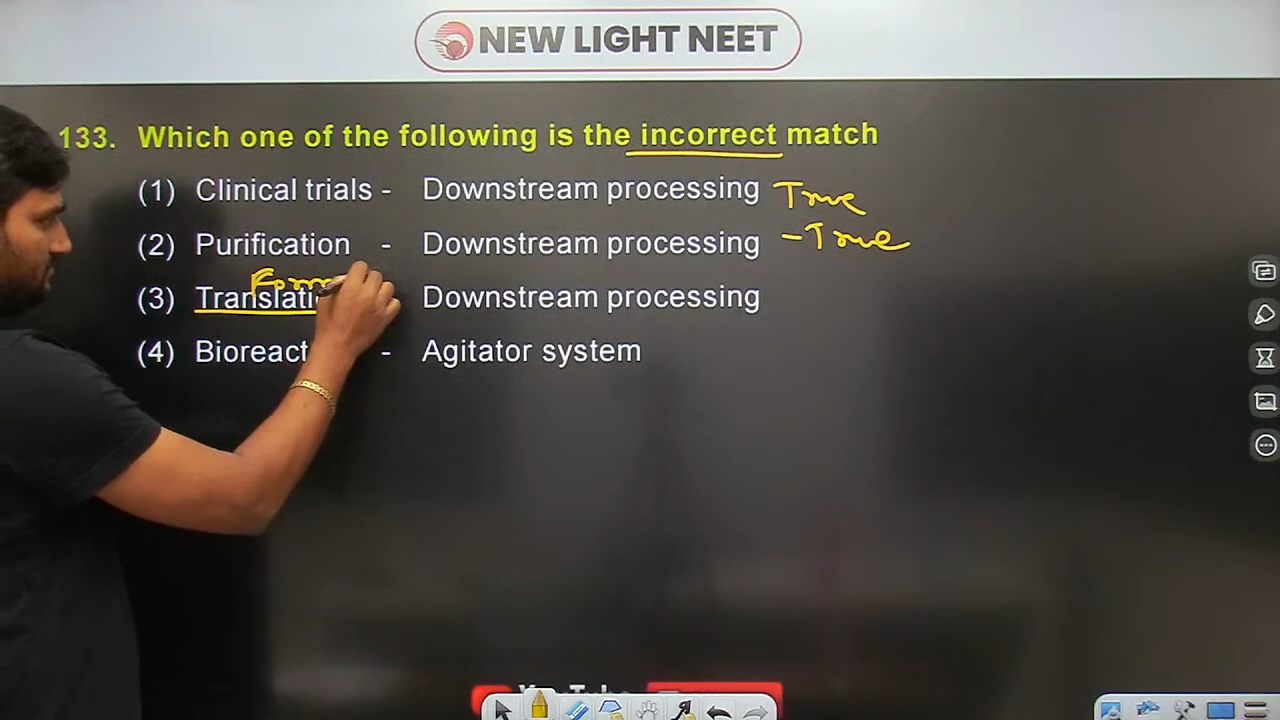 NEW LIGHT NEET
133. Which one of the following is the incorrect match
(1) Clinical trials - Downstream processing True
(2) Purification - Downstream processing -True
Form
(3) Translati Downstream processing
(4) Bioreact - Agitator system